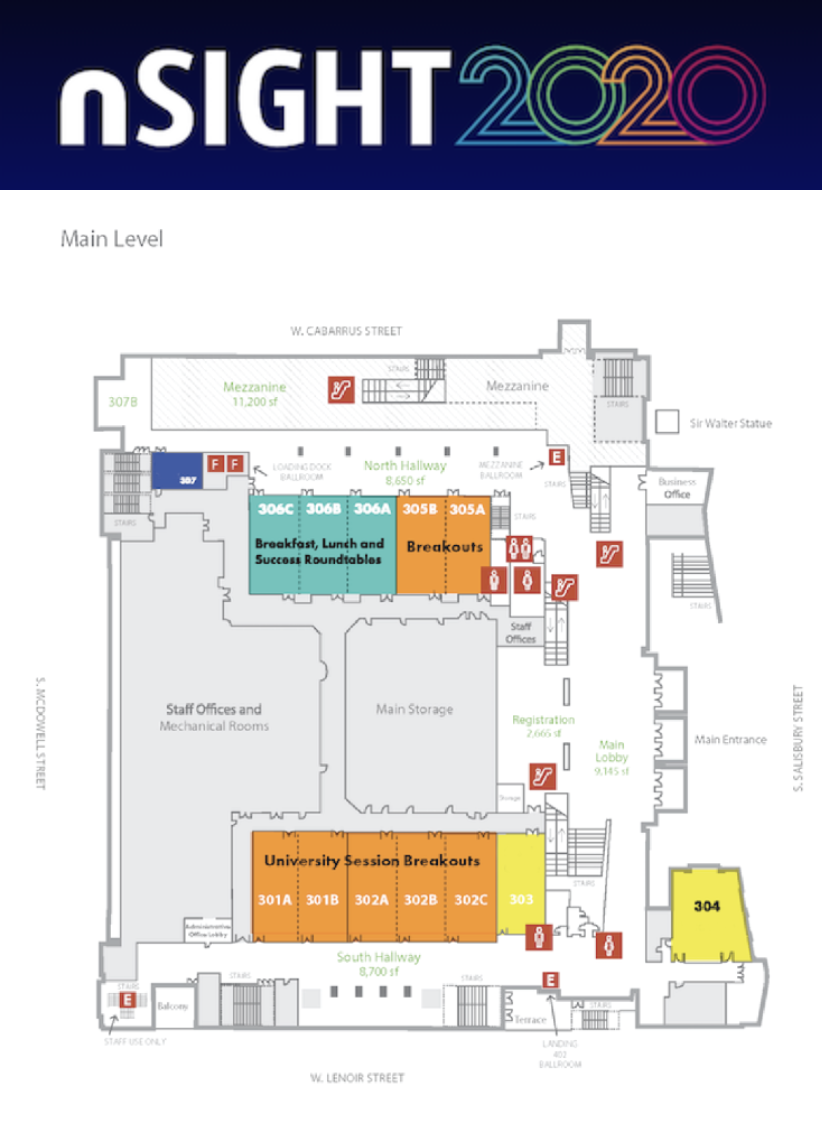 nSIGHT2020
Main Level
W. CABARRUS STREET
STAIRS
Mezzanine
11,200 sf
Mezzanine
307B
STAIRS
Sir Walter Statue
307
F F
LOADING DOCK
BALLROOM
North Hallway
8,650 sf
MEZZANINE
BALLROOM
E
STAIRS
Business
Office
STAIRS
306C 306B 306A 305B 305A
STAIRS
Breakfast, Lunch and
Success Roundtables
Breakouts
STAIRS
Staff
Offices
S. MCDOWELL STREET
Staff Offices and
Mechanical Rooms
Main Storage
Registration
2,665 sf
Main
Lobby
9,145 sf
Main Entrance
S. SALISBURY STREET
Storage
University Session Breakouts
STAIRS
301A 301B 302A 302B 302C 303
304
Administrative
Office Lobby
South Hallway
8,700 sf
STAIRS
STAIRS
E
STAIRS
E
Balcony
Terrace
STAIRS
STAFF USE ONLY
LANDING
402
BALLROOM
W. LENOIR STREET